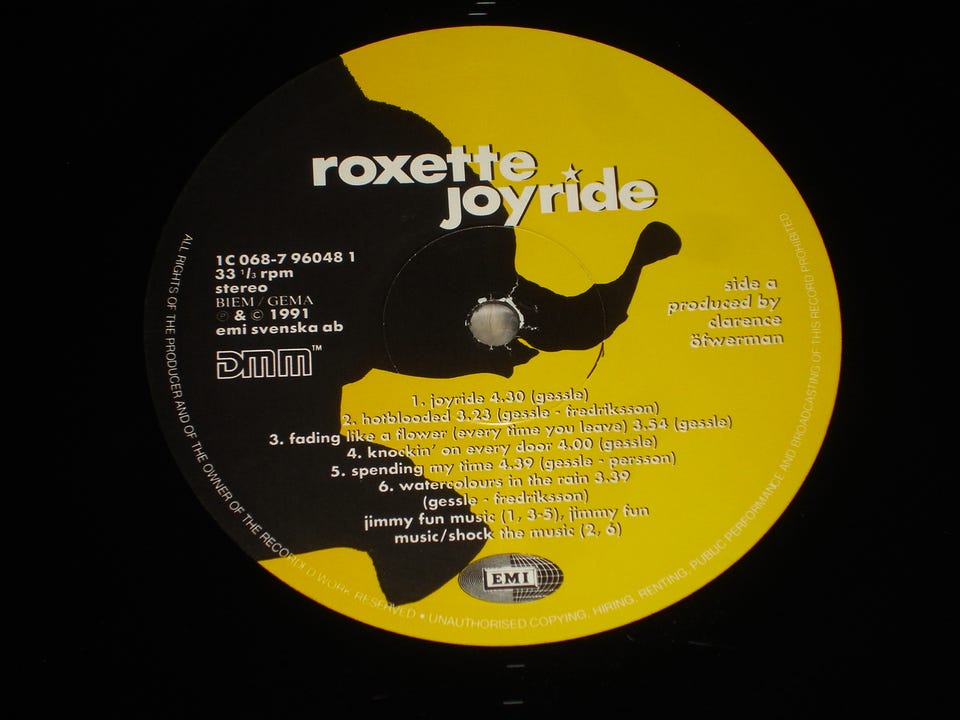 roxette
joyride
1C 068-7 96048 1
33 1/3 rpm
stereo
BIEM / GEMA
℗ & © 1991
emi svenska ab
DMM™
side a
produced by
clarence
öfwerman
1. joyride 4.30 (gessle)
2. hotblooded 3.23 (gessle - fredriksson)
3. fading like a flower (every time you leave) 3.54 (gessle)
4. knockin' on every door 4.00 (gessle)
5. spending my time 4.39 (gessle - persson)
6. watercolours in the rain 3.39
(gessle - fredriksson)
jimmy fun music (1, 3-5), jimmy fun
music/shock the music (2, 6)
EMI
ALL RIGHTS OF THE PRODUCER AND OF THE OWNER OF THE RECORDED WORK RESERVED • UNAUTHORISED COPYING, HIRING, RENTING, PUBLIC PERFORMANCE AND BROADCASTING OF THIS RECORD PROHIBITED